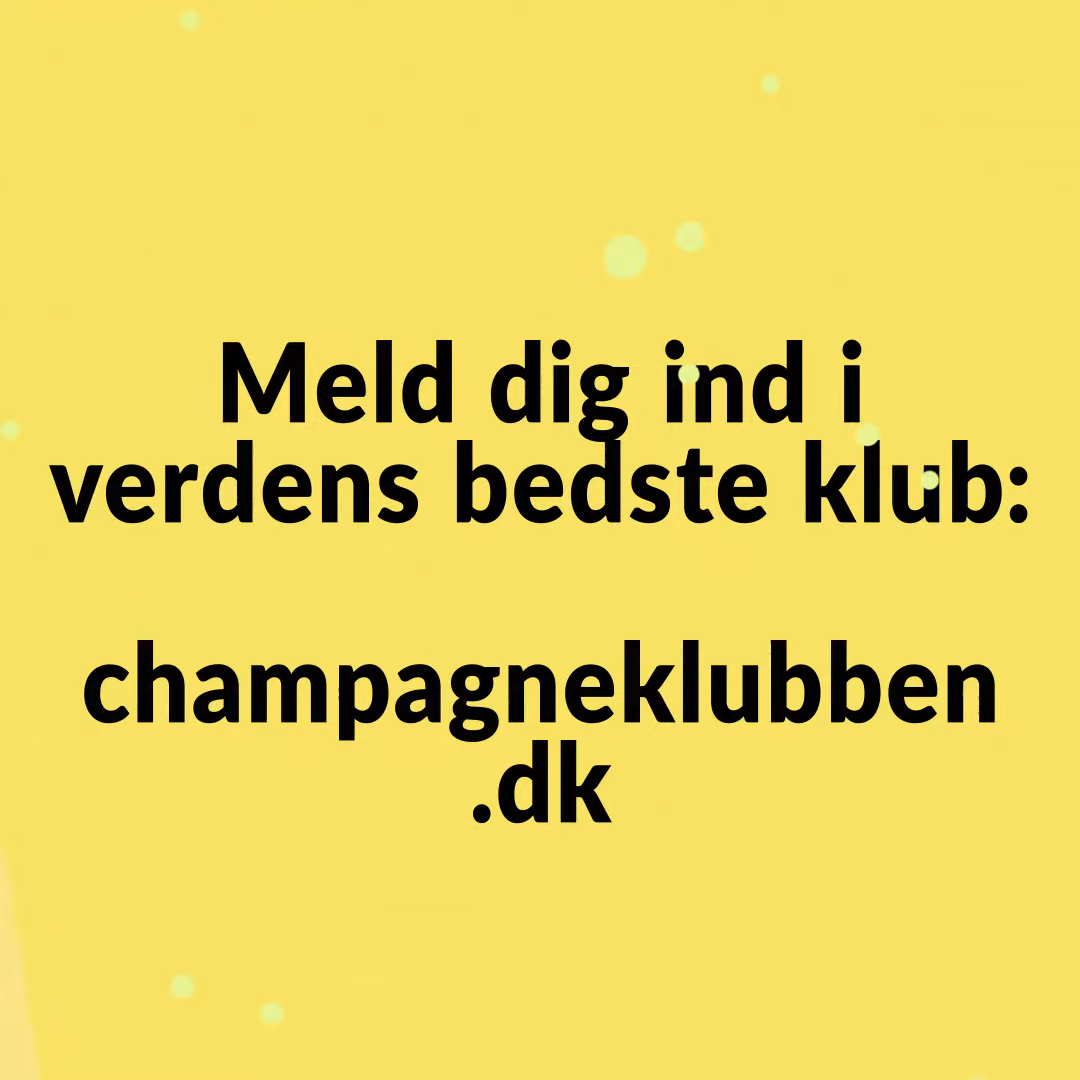 Meld dig ind i
verdens bedste klub:
champagneklubben
.dk